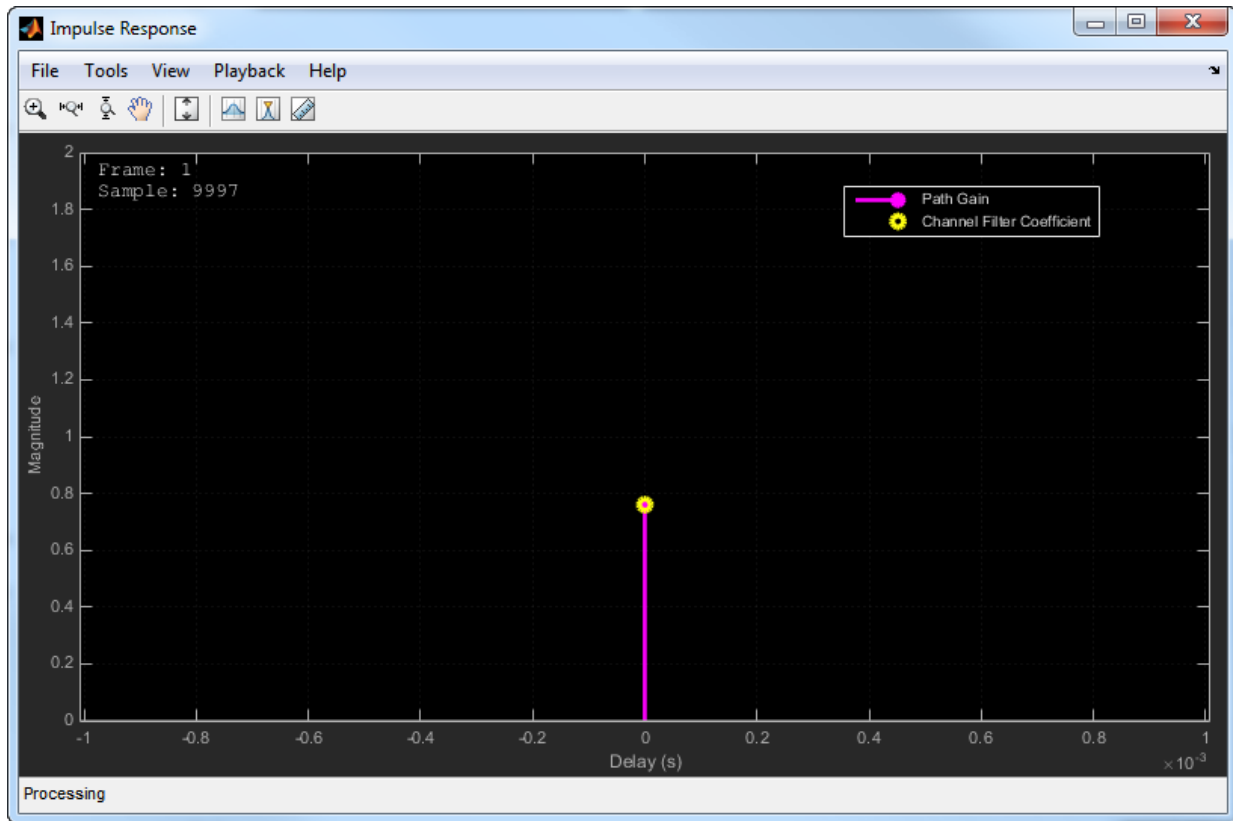 Impulse Response
File Tools View Playback Help
Frame: 1
Sample: 9997
Path Gain
Channel Filter Coefficient
Magnitude
2
1.8
1.6
1.4
1.2
1
0.8
0.6
0.4
0.2
0
-1 -0.8 -0.6 -0.4 -0.2 0 0.2 0.4 0.6 0.8 1
Delay (s)
×10⁻³
Processing